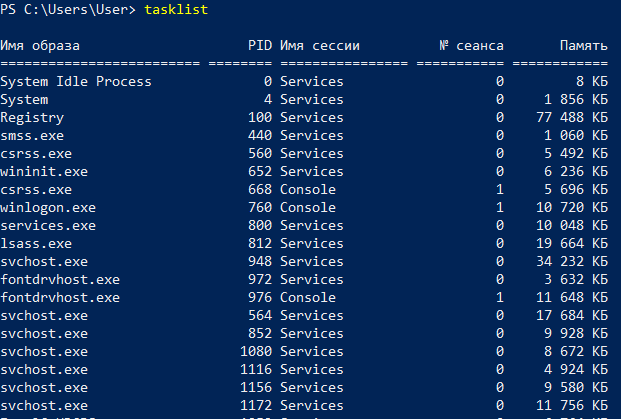 PS C:\Users\User> tasklist
Имя образа PID Имя сессии № сеанса Память
========================= ======== ================ =========== ============
System Idle Process 0 Services 0 8 КБ
System 4 Services 0 1 856 КБ
Registry 100 Services 0 77 488 КБ
smss.exe 440 Services 0 1 060 КБ
csrss.exe 560 Services 0 5 492 КБ
wininit.exe 652 Services 0 6 236 КБ
csrss.exe 668 Console 1 5 696 КБ
winlogon.exe 760 Console 1 10 720 КБ
services.exe 800 Services 0 10 048 КБ
lsass.exe 812 Services 0 19 664 КБ
svchost.exe 948 Services 0 34 232 КБ
fontdrvhost.exe 972 Services 0 3 632 КБ
fontdrvhost.exe 976 Console 1 11 648 КБ
svchost.exe 564 Services 0 17 684 КБ
svchost.exe 852 Services 0 9 928 КБ
svchost.exe 1080 Services 0 8 672 КБ
svchost.exe 1116 Services 0 4 924 КБ
svchost.exe 1156 Services 0 9 580 КБ
svchost.exe 1172 Services 0 11 756 КБ